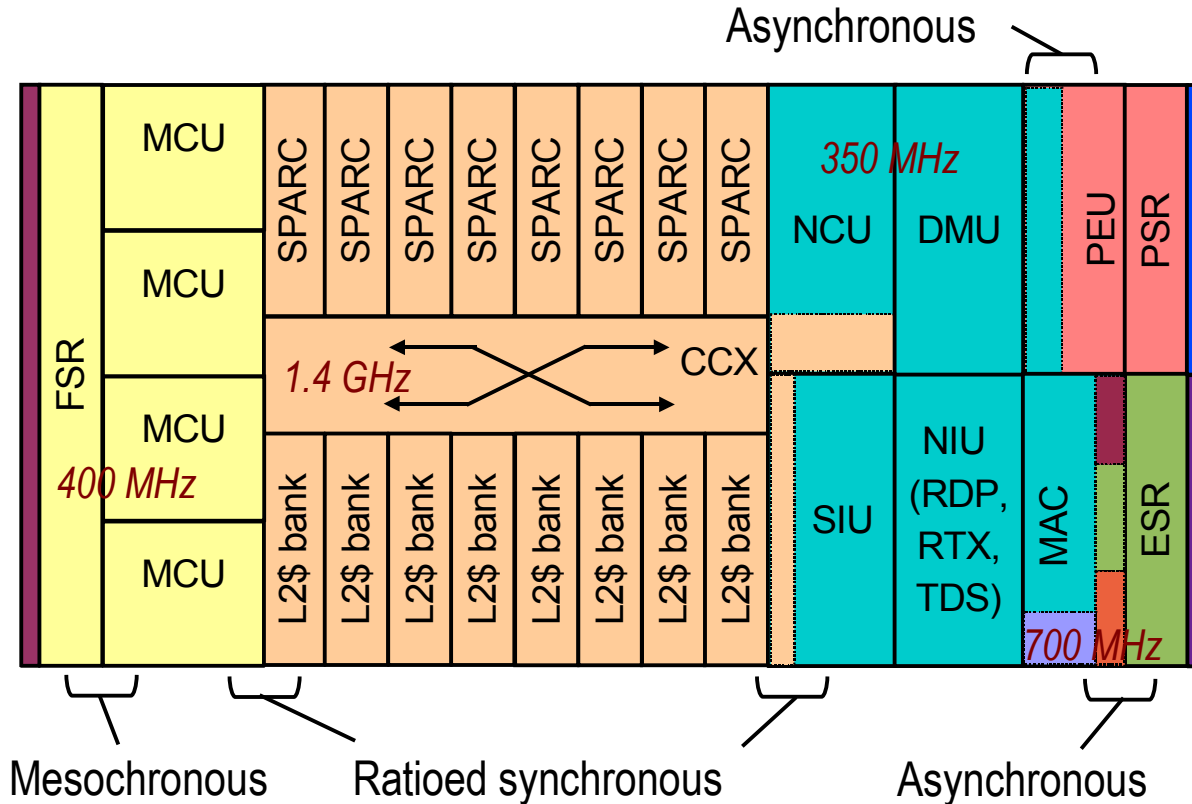 Asynchronous
MCU
MCU
MCU
MCU
FSR
400 MHz
SPARC
SPARC
SPARC
SPARC
SPARC
SPARC
SPARC
SPARC
1.4 GHz
CCX
L2$ bank
L2$ bank
L2$ bank
L2$ bank
L2$ bank
L2$ bank
L2$ bank
L2$ bank
350 MHz
NCU
DMU
PEU
PSR
SIU
NIU
(RDP,
RTX,
TDS)
MAC
ESR
700 MHz
Mesochronous
Ratioed synchronous
Asynchronous